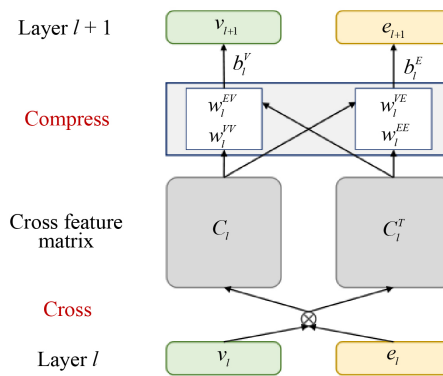 Layer l + 1
v_{l+1}
e_{l+1}
b_l^V
b_l^E
Compress
w_l^{EV}
w_l^{VE}
w_l^{VV}
w_l^{EE}
Cross feature
matrix
C_l
C_l^T
Cross
⊗
Layer l
v_l
e_l